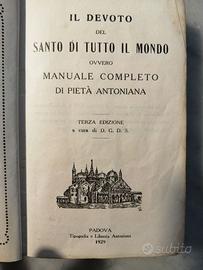 IL DEVOTO
DEL
SANTO DI TUTTO IL MONDO
OVVERO
MANUALE COMPLETO
DI PIETÀ ANTONIANA
TERZA EDIZIONE
a cura di D. G. D. S.
PADOVA
Tipografia e Libreria Antoniana
1929
subito